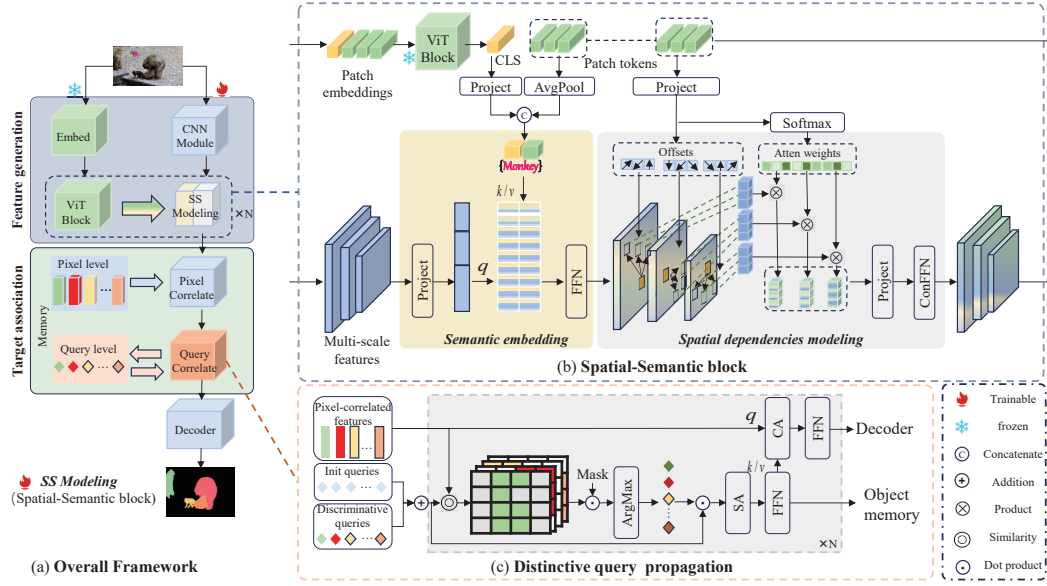 Feature generation
Embed
CNN
Module
ViT
Block
SS
Modeling
×N
Target association
Memory
Pixel level
Pixel
Correlate
Query level
Query
Correlate
Decoder
SS Modeling
(Spatial-Semantic block)
(a) Overall Framework
Patch
embeddings
ViT
Block
CLS
Patch tokens
Project
AvgPool
Project
C
Softmax
{Monkey}
k/v
Offsets
Atten weights
Multi-scale
features
Project
q
FFN
Semantic embedding
Spatial dependencies modeling
Project
ConFFN
(b) Spatial-Semantic block
Pixel-correlated
features
Init queries
Discriminative
queries
Mask
ArgMax
SA
FFN
k/v
q
CA
FFN
Decoder
Object
memory
×N
(c) Distinctive query propagation
Trainable
frozen
C
Concatenate
Addition
Product
Similarity
Dot product